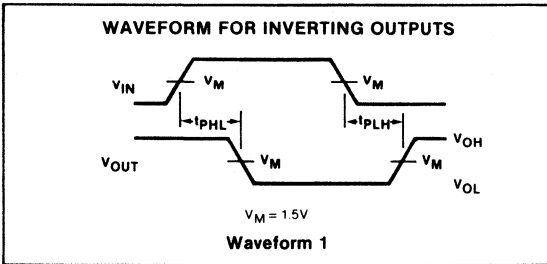 WAVEFORM FOR INVERTING OUTPUTS
VIN
VM
VM
tPHL
tPLH
VOUT
VM
VM
VOH
VOL
VM = 1.5V
Waveform 1